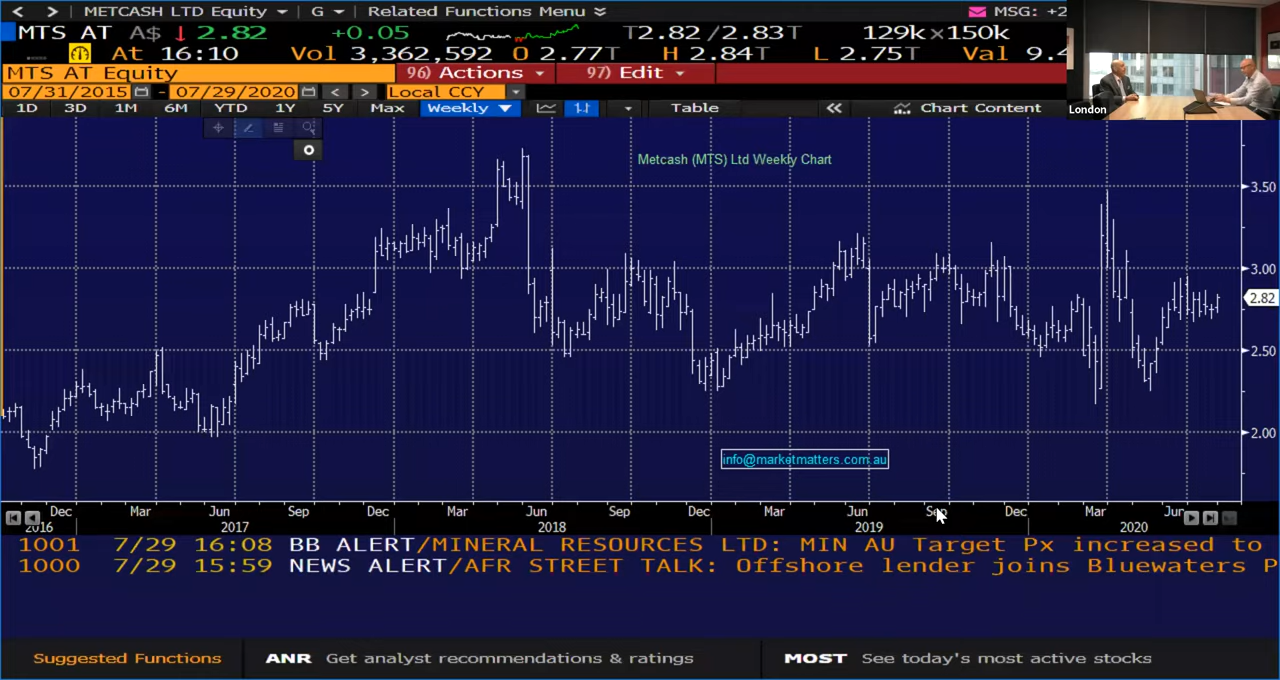 < > METCASH LTD Equity G Related Functions Menu MSG: +2
MTS AT A$ ↓ 2.82 +0.05 T2.82 /2.83T 129k×150k
At 16:10 Vol 3,362,592 O 2.77T H 2.84T L 2.75T Val 9.4
MTS AT Equity 96) Actions 97) Edit
07/31/2015 - 07/29/2020 < > Local CCY
1D 3D 1M 6M YTD 1Y 5Y Max Weekly Table « Chart Content
London
Metcash (MTS) Ltd Weekly Chart
3.50
3.00
2.82
2.50
2.00
info@marketmatters.com.au
Dec Mar Jun Sep Dec Mar Jun Sep Dec Mar Jun Sep Dec Mar Jun
2016 2017 2018 2019 2020
1001 7/29 16:08 BB ALERT/MINERAL RESOURCES LTD: MIN AU Target Px increased to
1000 7/29 15:59 NEWS ALERT/AFR STREET TALK: Offshore lender joins Bluewaters P
Suggested Functions ANR Get analyst recommendations & ratings MOST See today's most active stocks